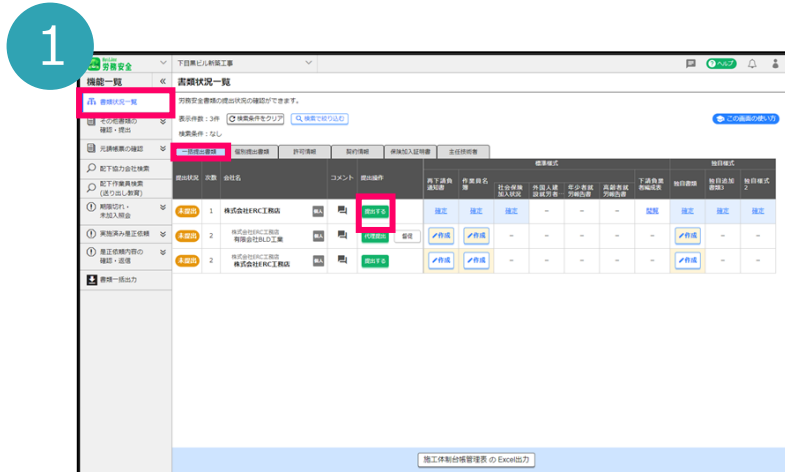 1
労務安全
下目黒ビル新築工事
ヘルプ
機能一覧
書類状況一覧
書類状況一覧
その他書類の
確認・提出
元請帳票の確認
配下協力会社検索
配下作業員検索
(送り出し教育)
期限切れ・
未加入照会
実施済み是正依頼
是正依頼内容の
確認・返信
書類一括出力
労務安全書類の提出状況の確認ができます。
この画面の使い方
表示件数：3件 検索条件をクリア 検索で絞り込む
検索条件：なし
一括提出書類 個別提出書類 許可情報 契約情報 保険加入証明書 主任技術者
標準様式 独自様式
提出状況 次数 会社名 コメント 提出操作 再下請負通知書 作業員名簿 社会保険加入状況 外国人建設就労者 年少者就労報告書 高齢者就労報告書 下請負業者編成表 独自書類 独自追加書類3 独自様式2
未提出 1 株式会社ERC工務店 職人 提出する 確定 確定 確定 － － － 閲覧 確定 確定 確定
未提出 2 株式会社ERC工務店
有限会社BLD工業 職人 代理提出 督促 作成 作成 － － － － － 作成 － －
未提出 2 株式会社ERC工務店
株式会社ERC工務店 職人 提出する 作成 作成 － － － － － 作成 － －
施工体制台帳管理表 の Excel出力